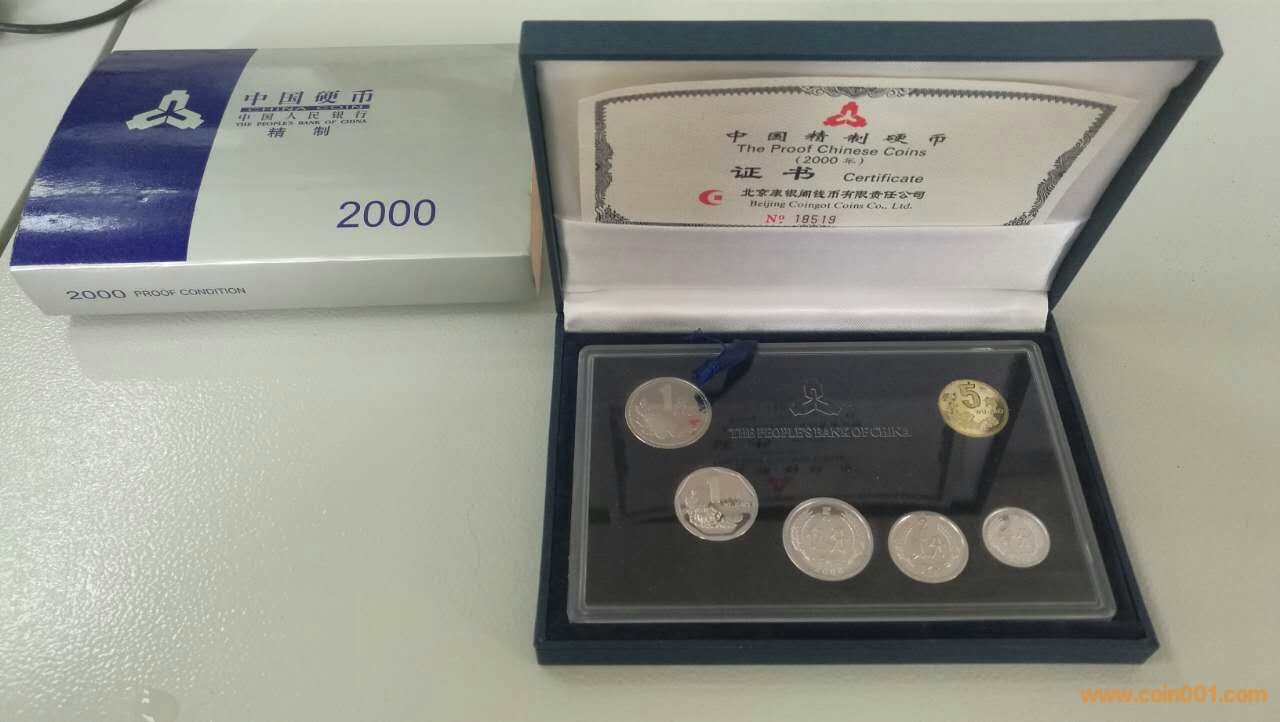 中国硬币
CHINA COIN
中国人民银行
THE PEOPLE'S BANK OF CHINA
精制
2000
2000 PROOF CONDITION
中国精制硬币
The Proof Chinese Coins
(2000年)
证书 Certificate
北京康银阁钱币有限责任公司
Beijing Coingot Coins Co., Ltd.
Nº 18519
1
5
THE PEOPLE'S BANK OF CHINA
1
www.coin001.com